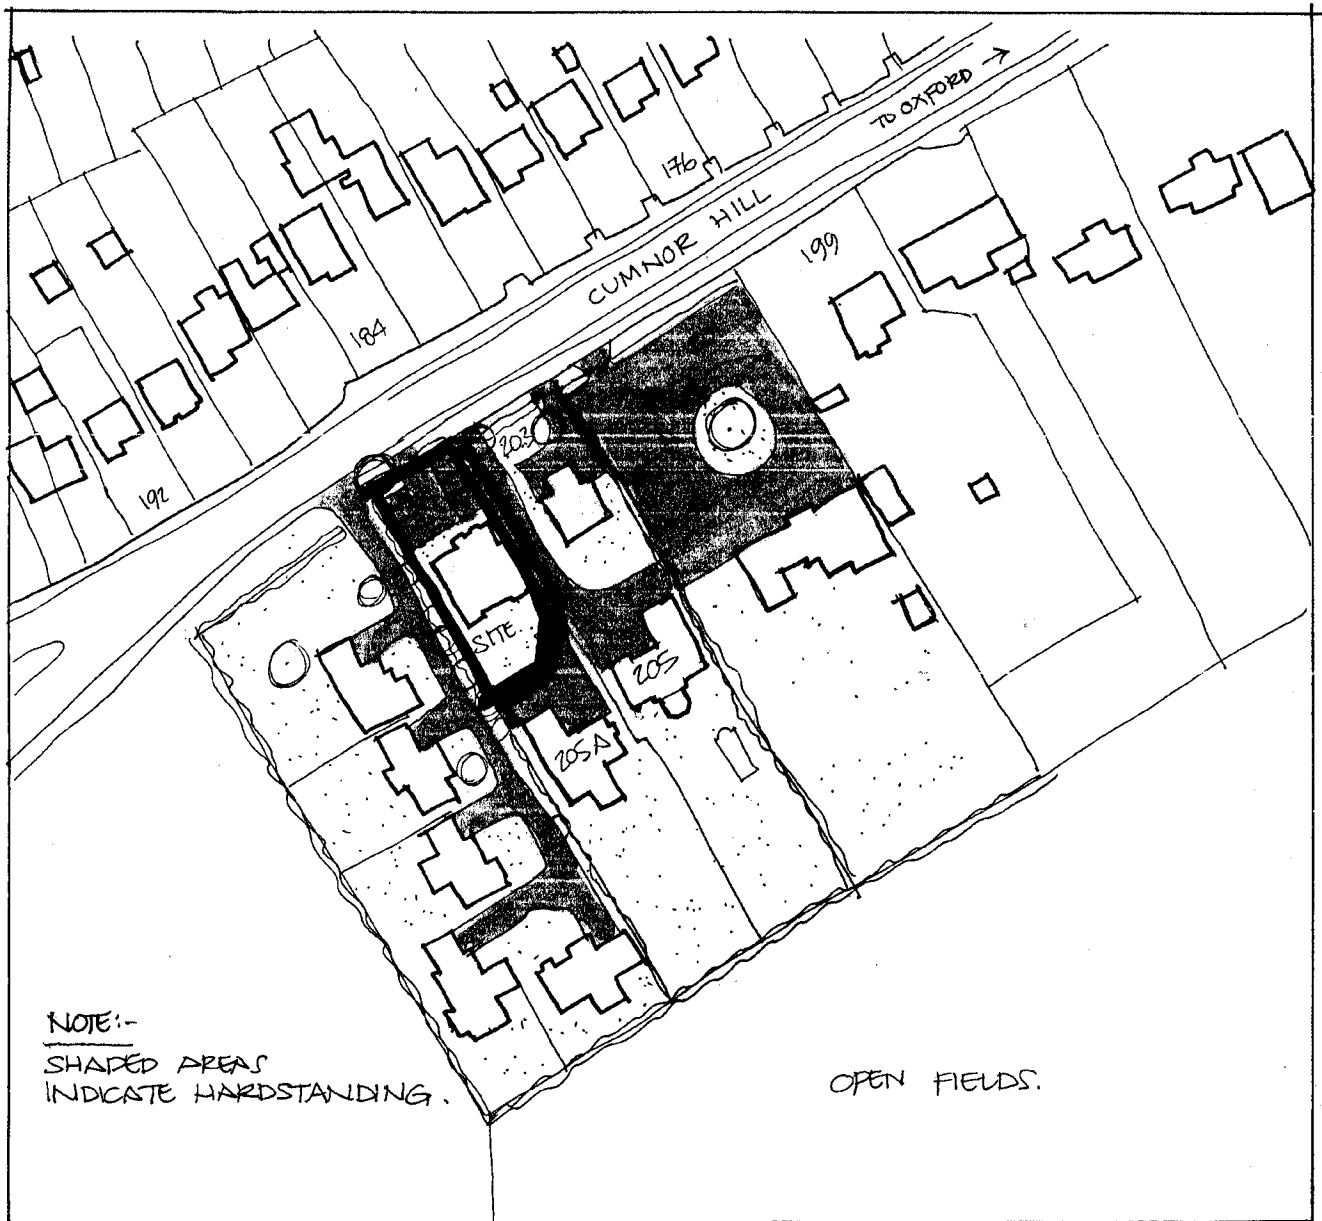 TO OXFORD →
176
CUMNOR HILL
199
184
203
192
SITE.
205
205A
NOTE:-
SHADED AREAS
INDICATE HARDSTANDING.
OPEN FIELDS.